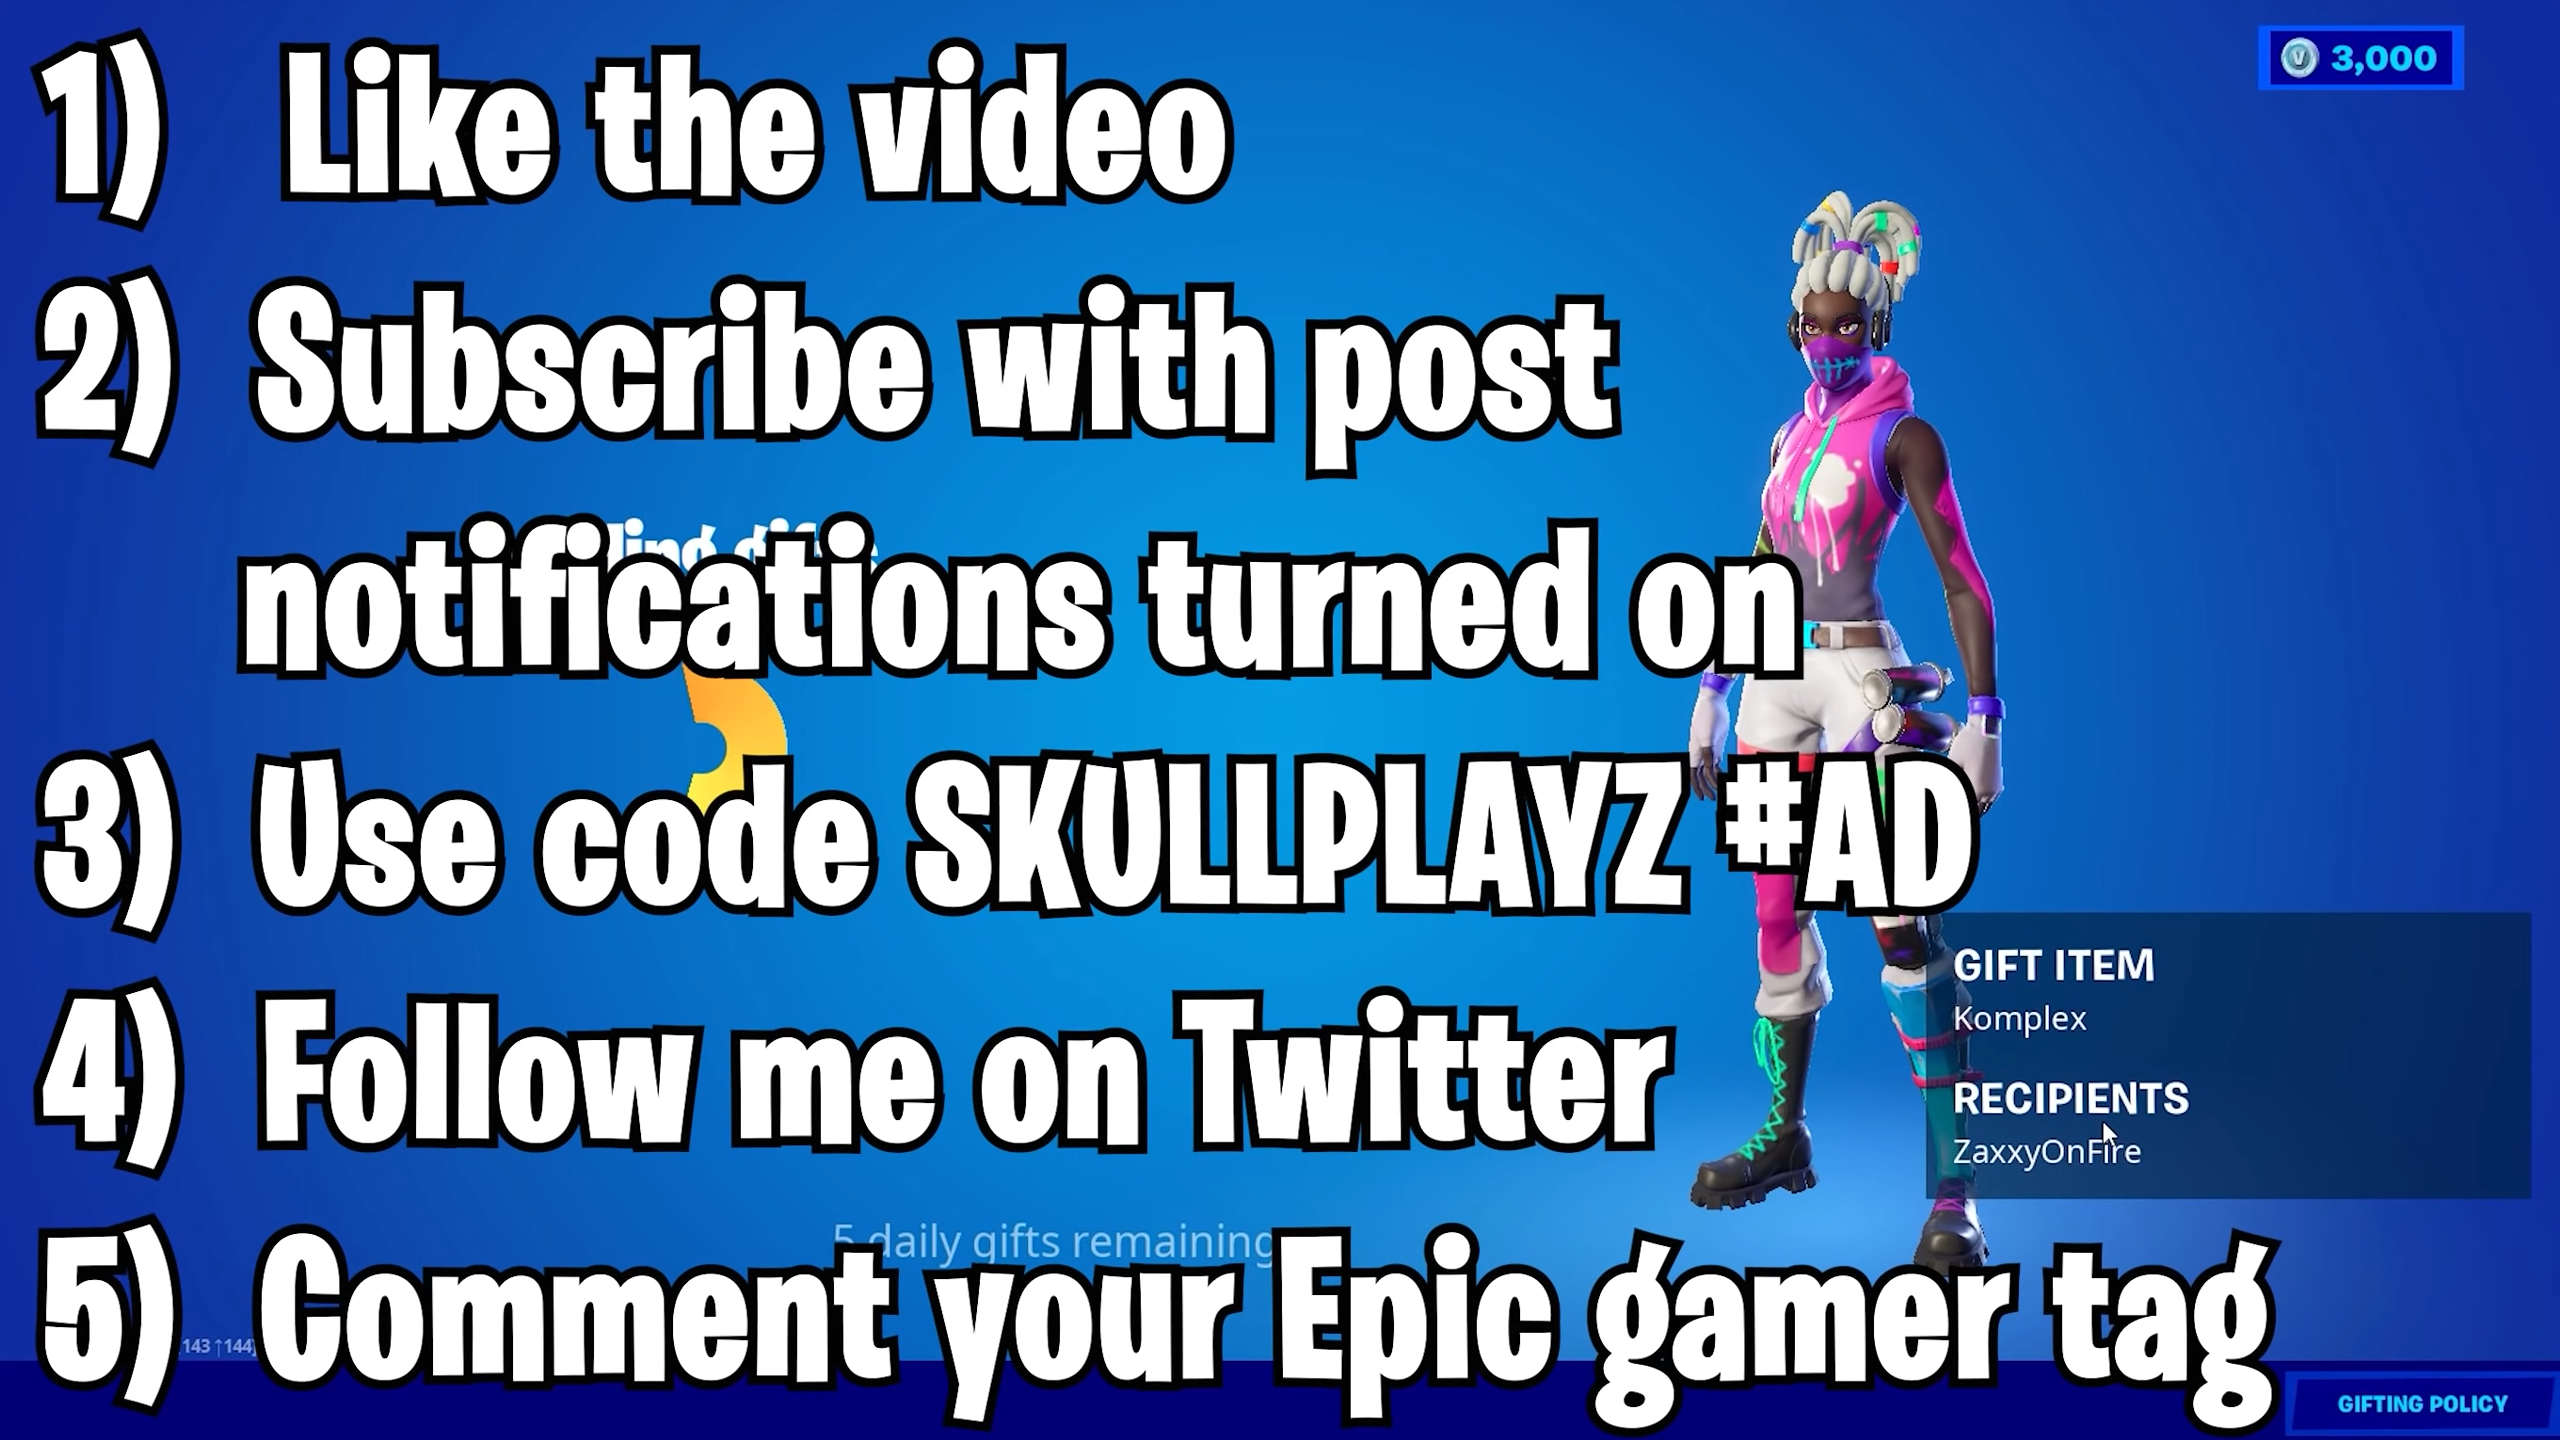 3,000
1) Like the video
2) Subscribe with post
notifications turned on
3) Use code SKULLPLAYZ #AD
GIFT ITEM
Komplex
4) Follow me on Twitter
RECIPIENTS
ZaxxyOnFire
5 daily gifts remaining
5) Comment your Epic gamer tag
143 ↑144
GIFTING POLICY